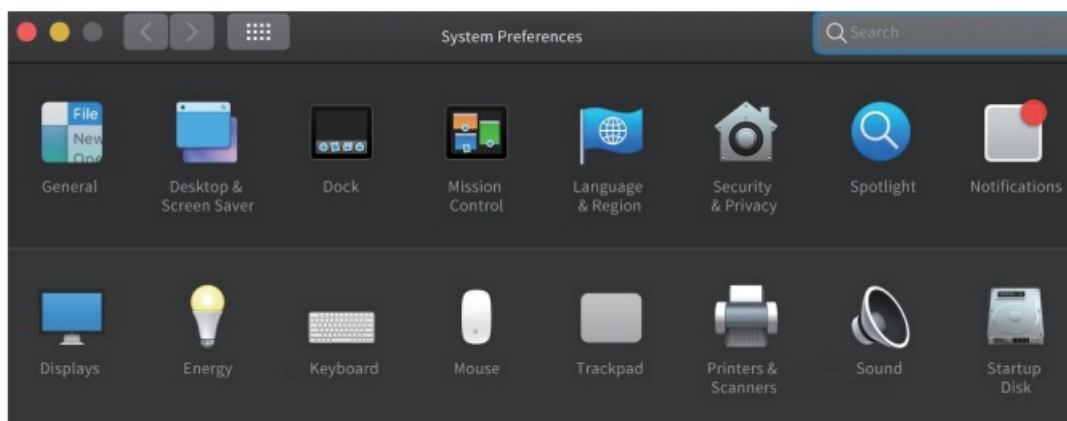 System Preferences
Search
File
New
Ope
General
Desktop &
Screen Saver
Dock
Mission
Control
Language
& Region
Security
& Privacy
Spotlight
Notifications
Displays
Energy
Keyboard
Mouse
Trackpad
Printers &
Scanners
Sound
Startup
Disk